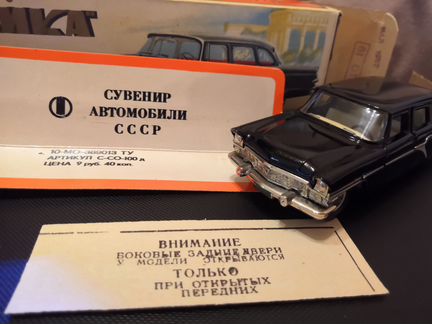 МКА
СУВЕНИР
АВТОМОБИЛИ
СССР
АРТИКУЛ С-СО-100 д
ЦЕНА 9 руб. 40 коп.
ВНИМАНИЕ
БОКОВЫЕ ЗАДНИЕ ДВЕРИ
У МОДЕЛИ ОТКРЫВАЮТСЯ
ТОЛЬКО
ПРИ ОТКРЫТЫХ
ПЕРЕДНИХ